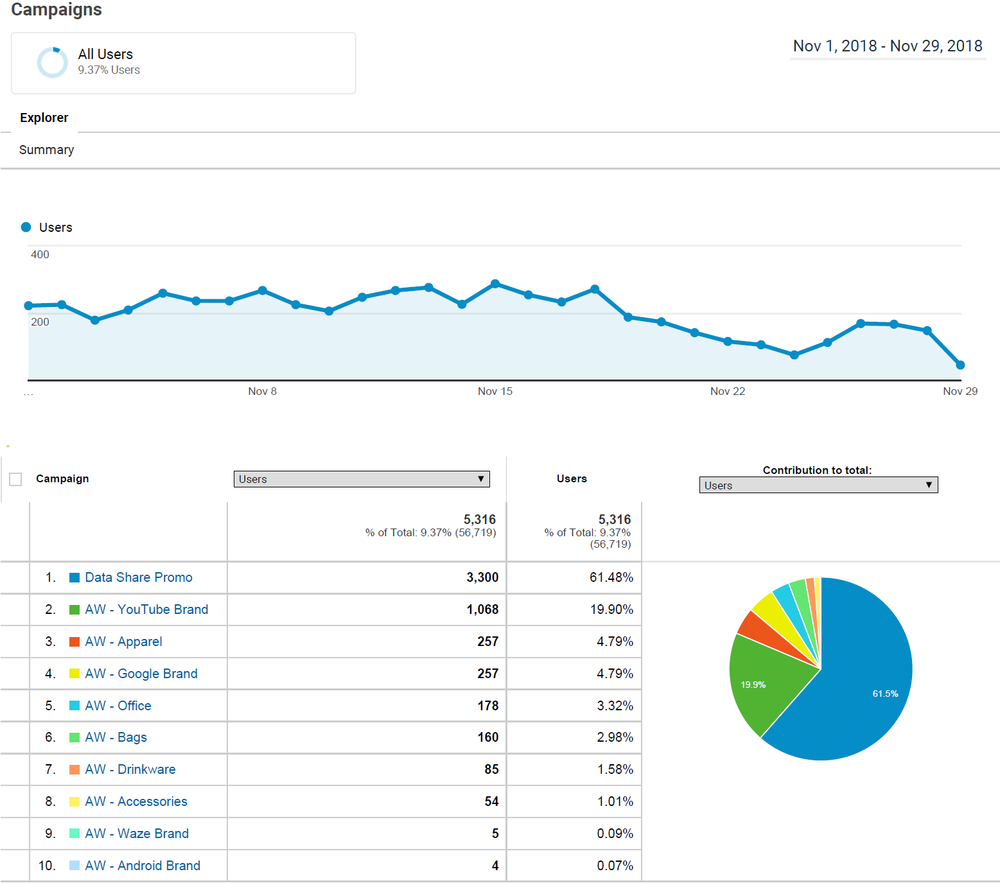 Campaigns
All Users
9.37% Users
Nov 1, 2018 - Nov 29, 2018
Explorer
Summary
Users
400
200
...
Nov 8
Nov 15
Nov 22
Nov 29
Campaign
Users ▼
Users
Contribution to total:
Users ▼
5,316
% of Total: 9.37% (56,719)
5,316
% of Total: 9.37%
(56,719)
1. Data Share Promo 3,300 61.48%
2. AW - YouTube Brand 1,068 19.90%
3. AW - Apparel 257 4.79%
4. AW - Google Brand 257 4.79%
5. AW - Office 178 3.32%
6. AW - Bags 160 2.98%
7. AW - Drinkware 85 1.58%
8. AW - Accessories 54 1.01%
9. AW - Waze Brand 5 0.09%
10. AW - Android Brand 4 0.07%
19.9%
61.5%